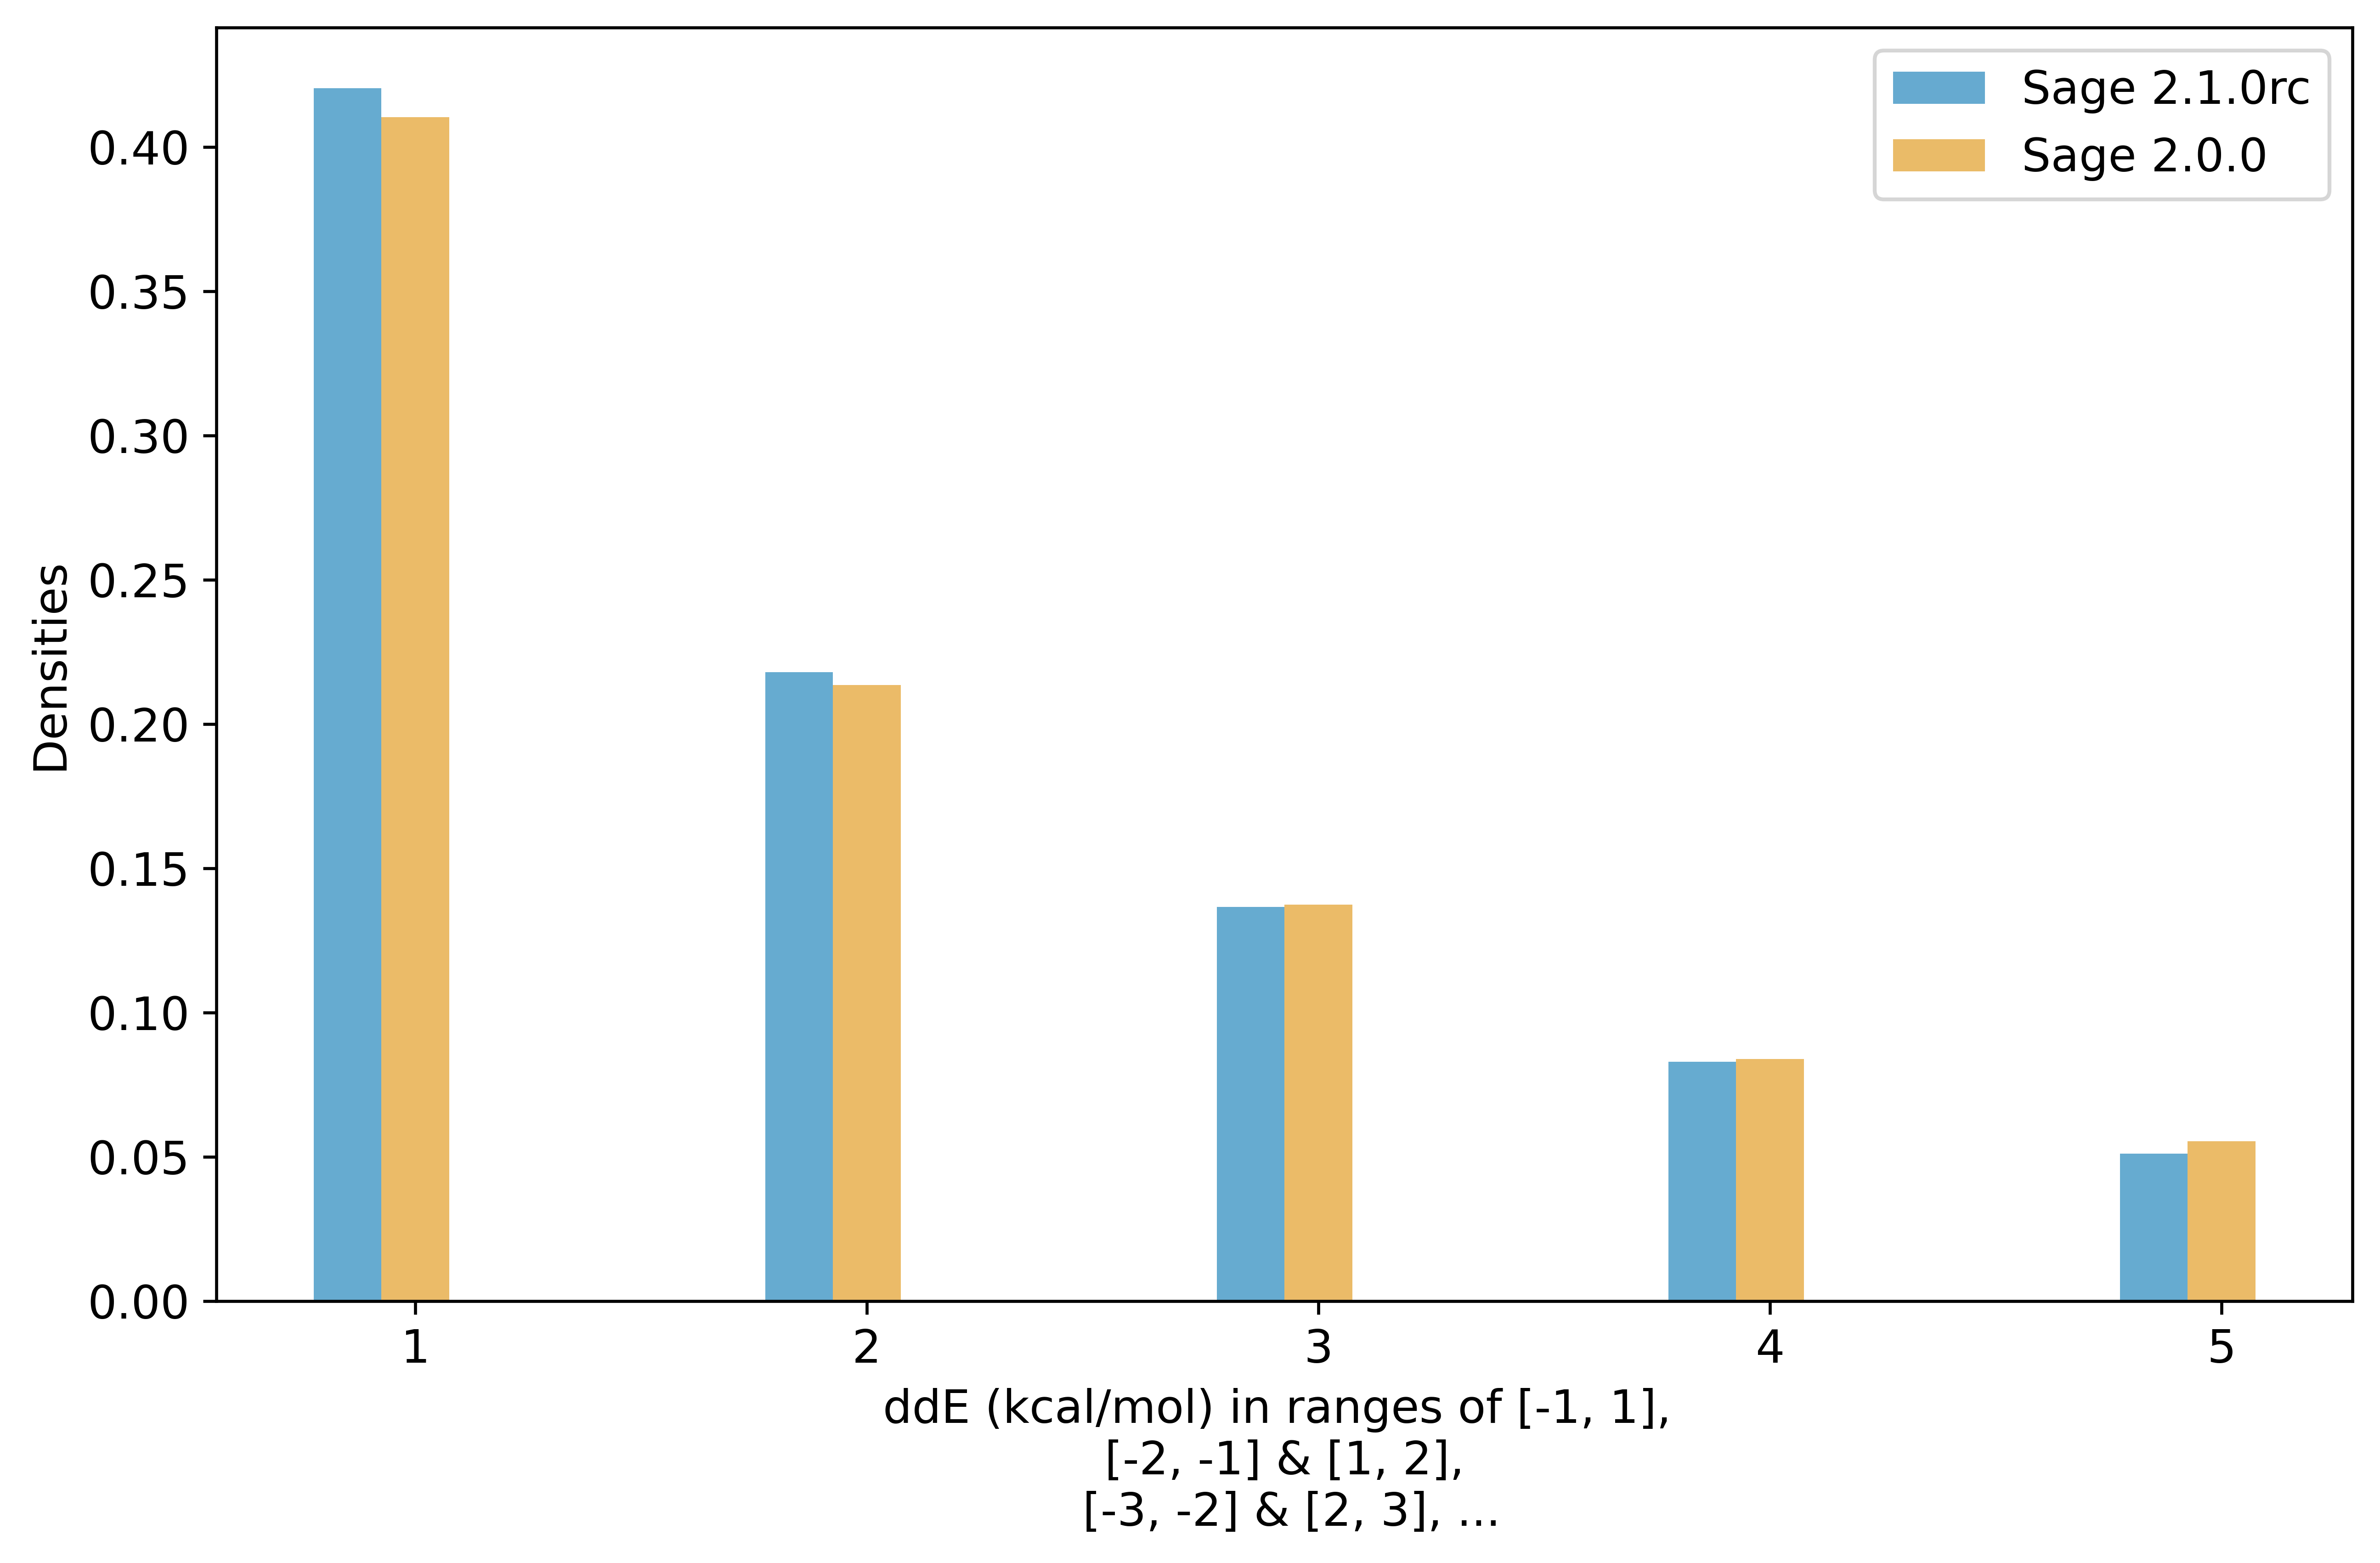 Sage 2.1.0rc
Sage 2.0.0
0.40
0.35
0.30
0.25
0.20
0.15
0.10
0.05
0.00
Densities
1 2 3 4 5
ddE (kcal/mol) in ranges of [-1, 1],
[-2, -1] & [1, 2],
[-3, -2] & [2, 3], ...